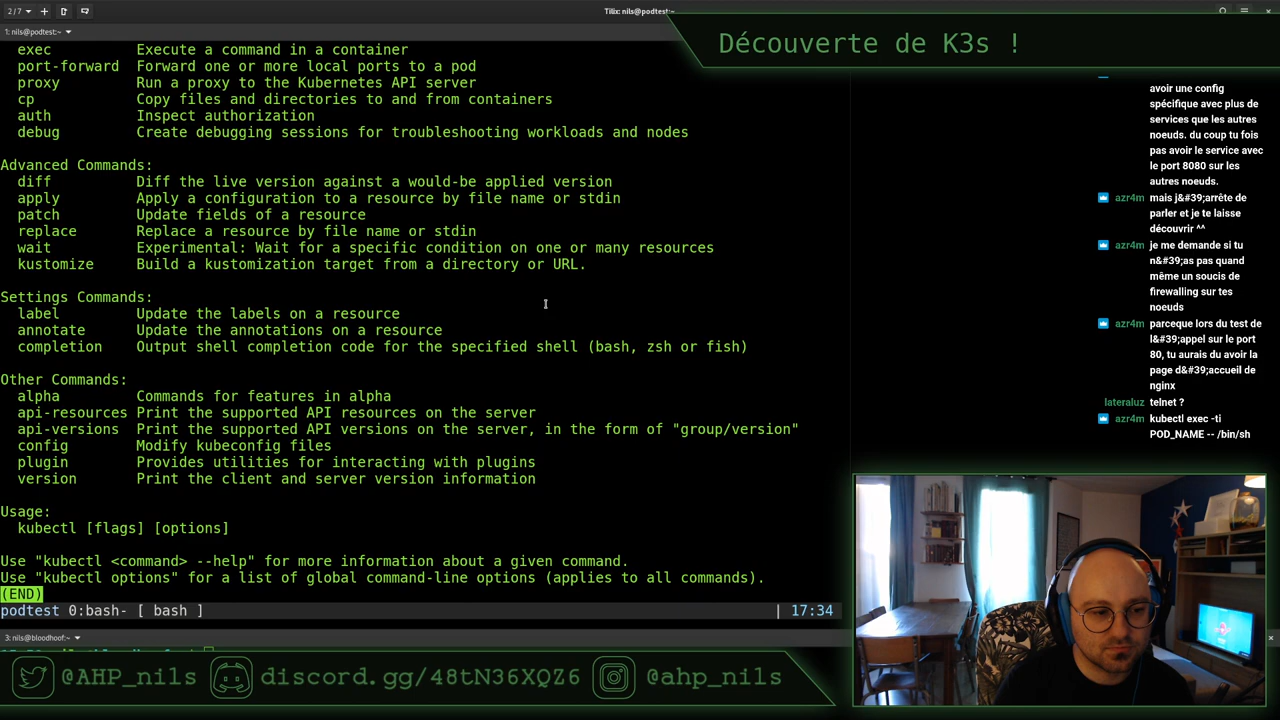 2/7
Tilix: nils@podtest:~
1: nils@podtest:~
Découverte de K3s !
exec Execute a command in a container
port-forward Forward one or more local ports to a pod
proxy Run a proxy to the Kubernetes API server
cp Copy files and directories to and from containers
auth Inspect authorization
debug Create debugging sessions for troubleshooting workloads and nodes
Advanced Commands:
diff Diff the live version against a would-be applied version
apply Apply a configuration to a resource by file name or stdin
patch Update fields of a resource
replace Replace a resource by file name or stdin
wait Experimental: Wait for a specific condition on one or many resources
kustomize Build a kustomization target from a directory or URL.
Settings Commands:
label Update the labels on a resource
annotate Update the annotations on a resource
completion Output shell completion code for the specified shell (bash, zsh or fish)
Other Commands:
alpha Commands for features in alpha
api-resources Print the supported API resources on the server
api-versions Print the supported API versions on the server, in the form of "group/version"
config Modify kubeconfig files
plugin Provides utilities for interacting with plugins
version Print the client and server version information
Usage:
kubectl [flags] [options]
Use "kubectl <command> --help" for more information about a given command.
Use "kubectl options" for a list of global command-line options (applies to all commands).
(END)
podtest 0:bash- [ bash ] | 17:34
3: nils@bloodhoof:~
avoir une config
spécifique avec plus de
services que les autres
noeuds. du coup tu fois
pas avoir le service avec
le port 8080 sur les
autres noeuds.
azr4m mais j&#39;arrête de
parler et je te laisse
découvrir ^^
azr4m je me demande si tu
n&#39;as pas quand
même un soucis de
firewalling sur tes
noeuds
azr4m parceque lors du test de
l&#39;appel sur le port
80, tu aurais du avoir la
page d&#39;accueil de
nginx
lateraluz telnet ?
azr4m kubectl exec -ti
POD_NAME -- /bin/sh
@AHP_nils
discord.gg/48tN36XQZ6
@ahp_nils